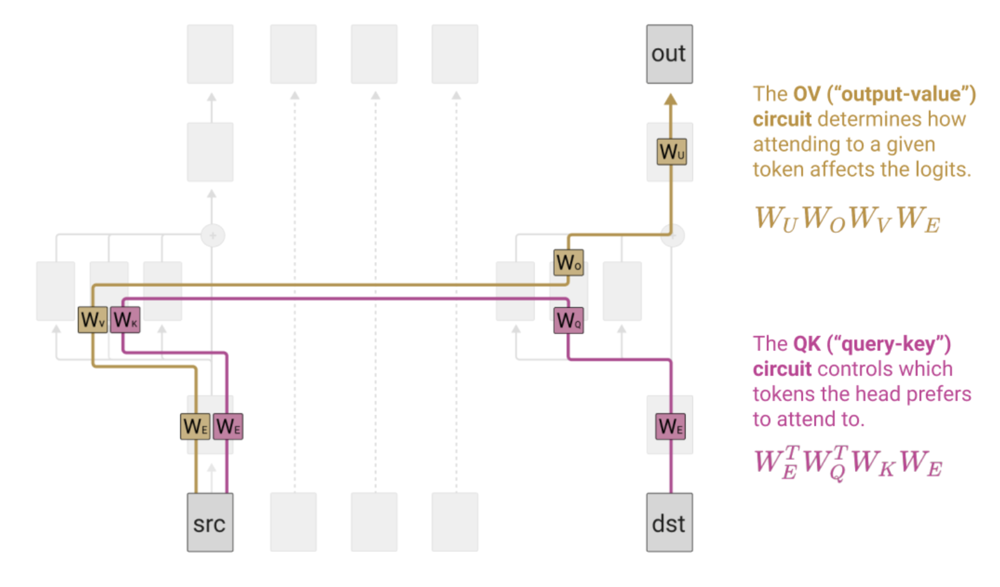 out
The OV (“output-value”)
circuit determines how
attending to a given
token affects the logits.
W_U
W_U W_O W_V W_E
+
+
W_O
W_V W_K
W_Q
The QK (“query-key”)
circuit controls which
tokens the head prefers
to attend to.
W_E W_E
W_E
W_E^T W_Q^T W_K W_E
src
dst